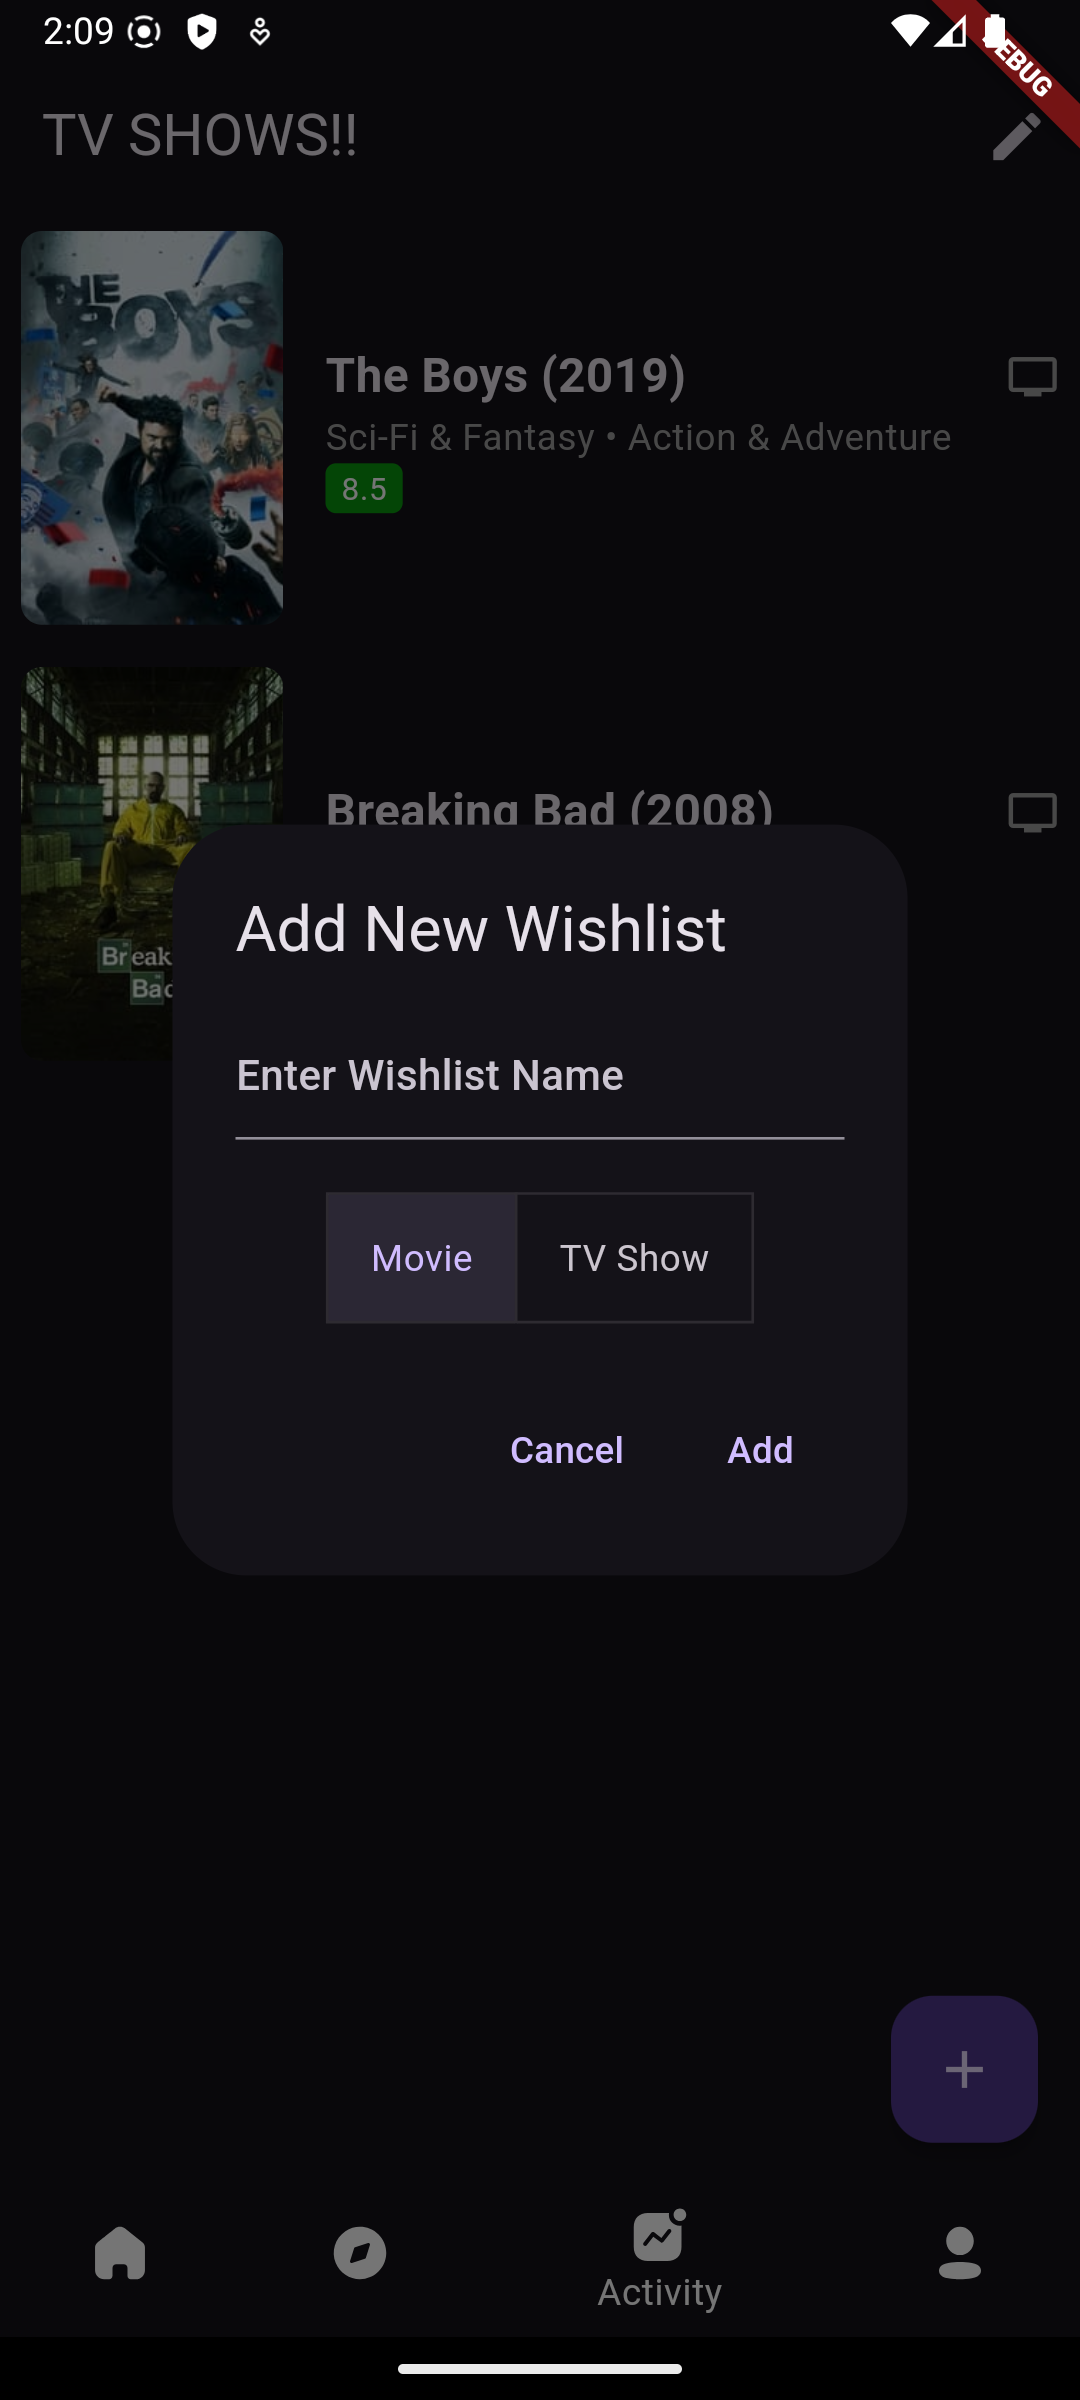 2:09
DEBUG
TV SHOWS!!
THE
BOYS
The Boys (2019)
Sci-Fi & Fantasy • Action & Adventure
8.5
Breaking Bad (2008)
Break
Bad
Add New Wishlist
Enter Wishlist Name
Movie
TV Show
Cancel
Add
Activity